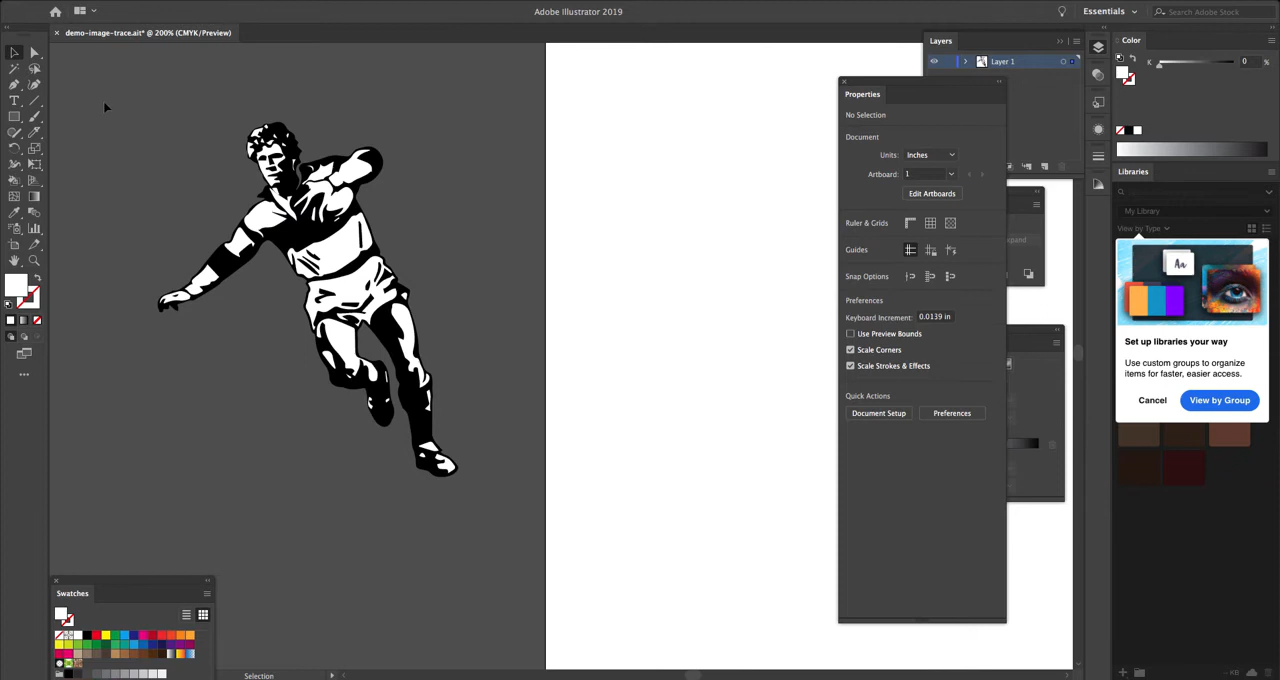 Adobe Illustrator 2019
Essentials
Search Adobe Stock
demo-image-trace.ait* @ 200% (CMYK/Preview)
Layers
Layer 1
Color
K
0
%
Properties
No Selection
Document
Units:
Inches
Artboard:
1
Edit Artboards
Ruler & Grids
Guides
Snap Options
Preferences
Keyboard Increment:
0.0139 in
Use Preview Bounds
Scale Corners
Scale Strokes & Effects
Quick Actions
Document Setup
Preferences
Libraries
My Library
View by Type
Aa
Set up libraries your way
Use custom groups to organize
items for faster, easier access.
Cancel
View by Group
Swatches
Selection
-- KB